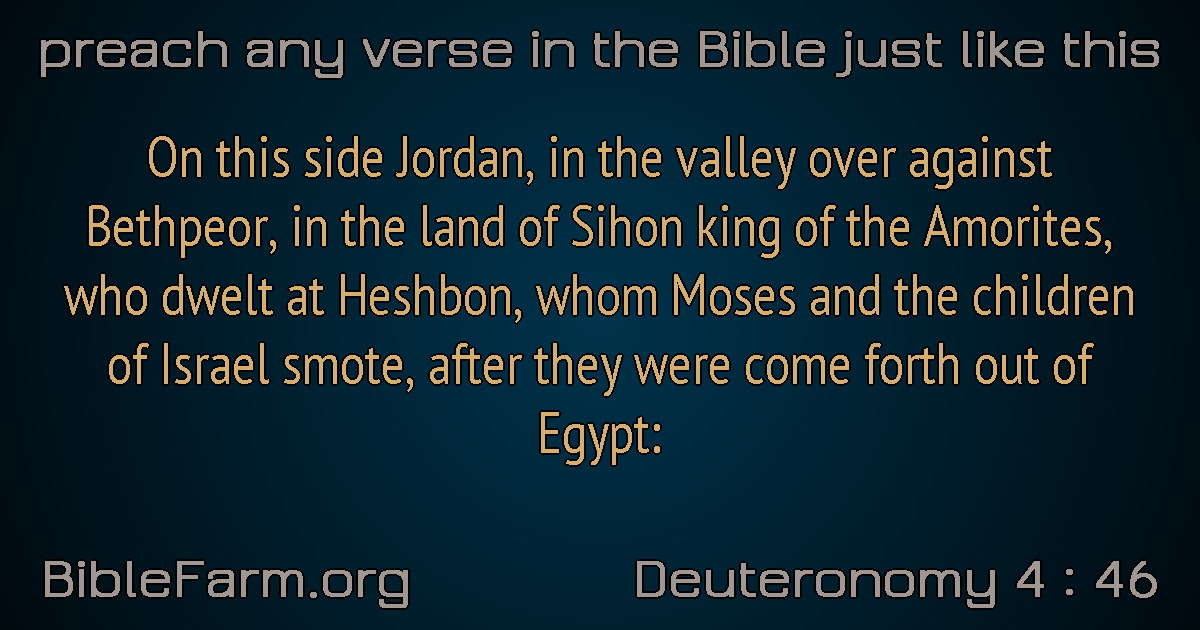 preach any verse in the Bible just like this
On this side Jordan, in the valley over against
Bethpeor, in the land of Sihon king of the Amorites,
who dwelt at Heshbon, whom Moses and the children
of Israel smote, after they were come forth out of
Egypt:
BibleFarm.org
Deuteronomy 4 : 46